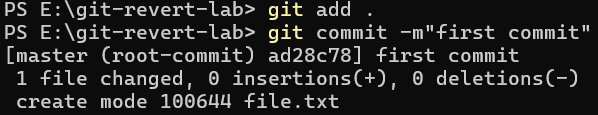 PS E:\git-revert-lab> git add .
PS E:\git-revert-lab> git commit -m"first commit"
[master (root-commit) ad28c78] first commit
 1 file changed, 0 insertions(+), 0 deletions(-)
 create mode 100644 file.txt